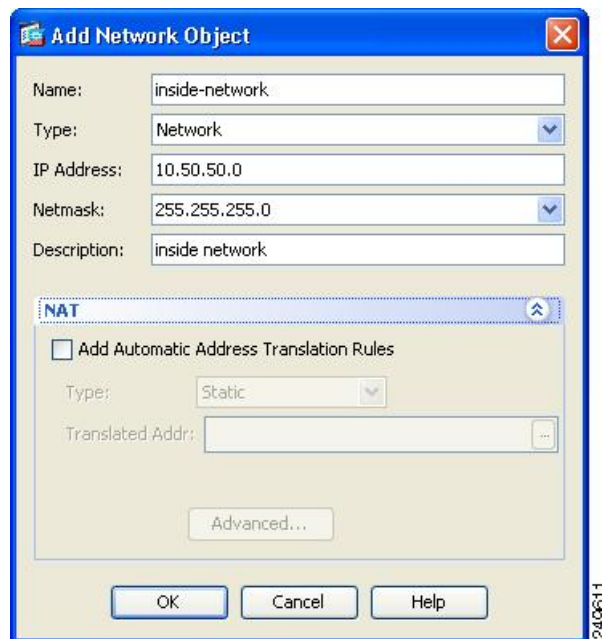 Add Network Object
Name: inside-network
Type: Network
IP Address: 10.50.50.0
Netmask: 255.255.255.0
Description: inside network
NAT
Add Automatic Address Translation Rules
Type: Static
Translated Addr: ...
Advanced...
OK Cancel Help
249611